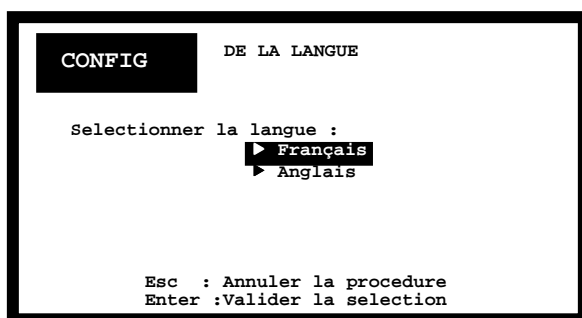 CONFIG DE LA LANGUE
Selectionner la langue :
► Français
► Anglais
Esc : Annuler la procedure
Enter :Valider la selection